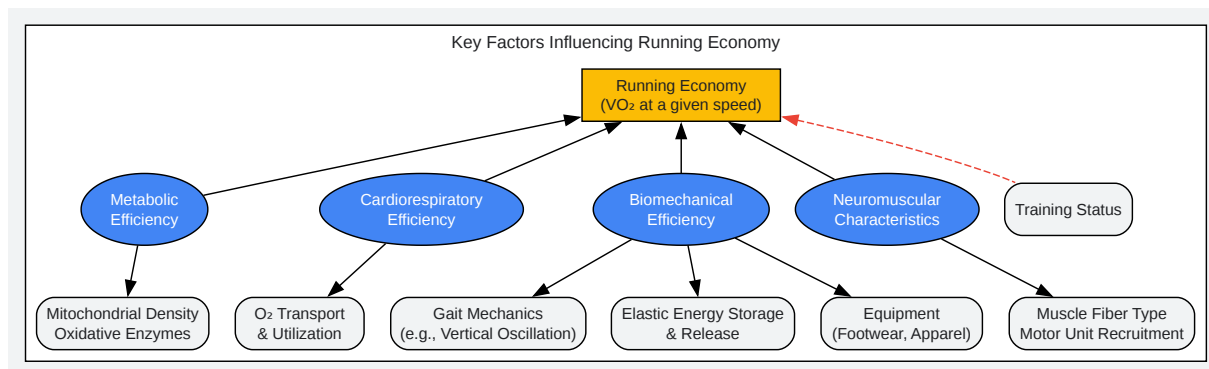 Key Factors Influencing Running Economy
Running Economy
(VO₂ at a given speed)
Metabolic
Efficiency
Cardiorespiratory
Efficiency
Biomechanical
Efficiency
Neuromuscular
Characteristics
Training Status
Mitochondrial Density
Oxidative Enzymes
O₂ Transport
& Utilization
Gait Mechanics
(e.g., Vertical Oscillation)
Elastic Energy Storage
& Release
Equipment
(Footwear, Apparel)
Muscle Fiber Type
Motor Unit Recruitment